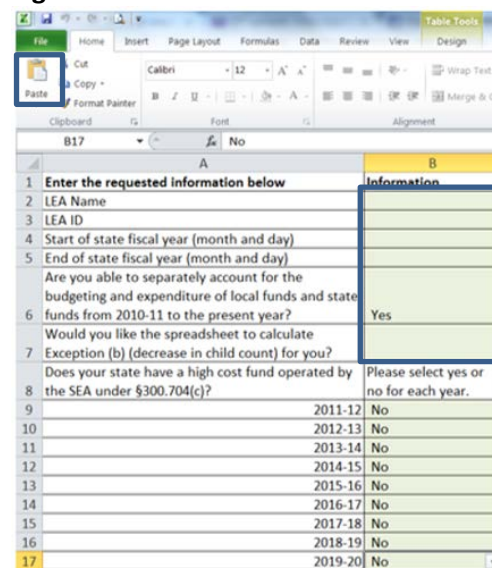 Table Tools
File Home Insert Page Layout Formulas Data Review View Design
Cut
Copy
Format Painter
Paste
Calibri 12 A A
B I U A
Wrap Text
Merge &
Clipboard Font Alignment
B17 fx No
A B
1 Enter the requested information below Information
2 LEA Name
3 LEA ID
4 Start of state fiscal year (month and day)
5 End of state fiscal year (month and day)
Are you able to separately account for the
budgeting and expenditure of local funds and state
6 funds from 2010-11 to the present year? Yes
Would you like the spreadsheet to calculate
7 Exception (b) (decrease in child count) for you?
Does your state have a high cost fund operated by Please select yes or
8 the SEA under §300.704(c)? no for each year.
9 2011-12 No
10 2012-13 No
11 2013-14 No
12 2014-15 No
13 2015-16 No
14 2016-17 No
15 2017-18 No
16 2018-19 No
17 2019-20 No